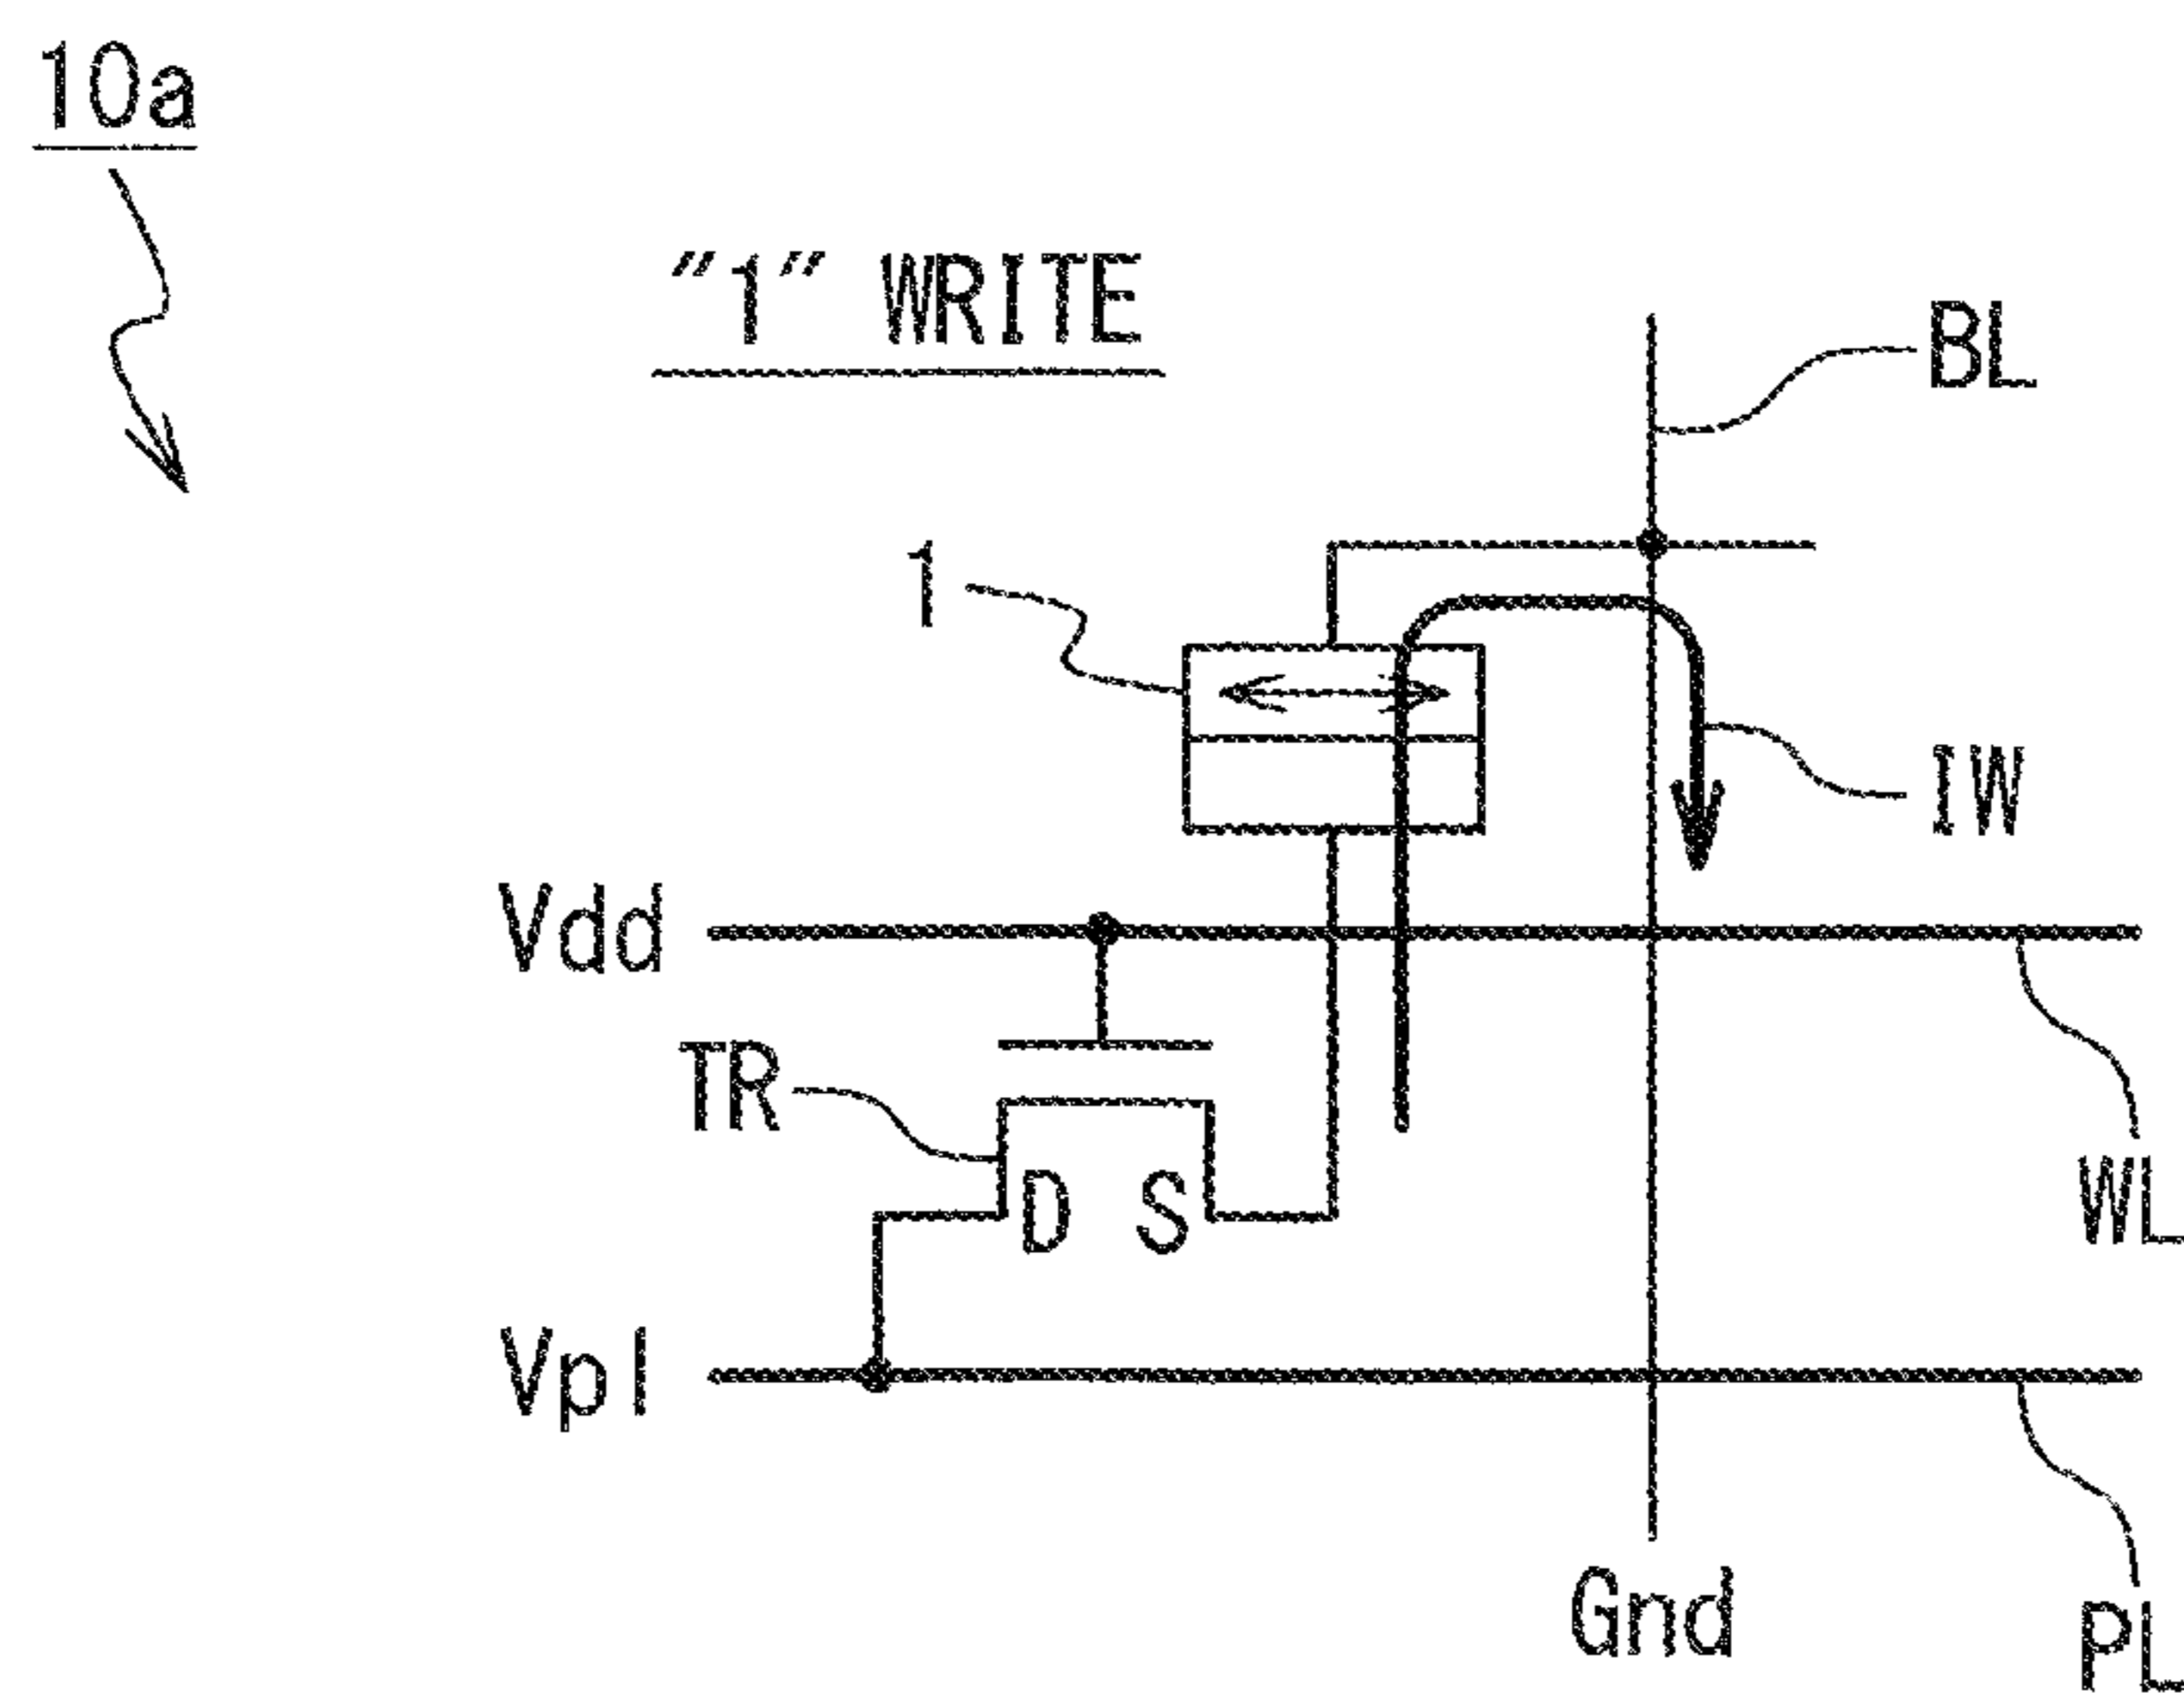 10a
"1" WRITE
BL
1
IW
Vdd
TR
D S
WL
Vpl
Gnd
PL